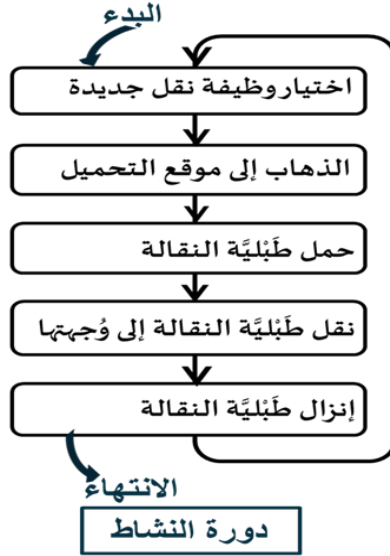 البدء
اختيار وظيفة نقل جديدة
الذهاب إلى موقع التحميل
حمل طَبْليَّة النقالة
نقل طَبْليَّة النقالة إلى وُجهتها
إنزال طَبْليَّة النقالة
الانتهاء
دورة النشاط